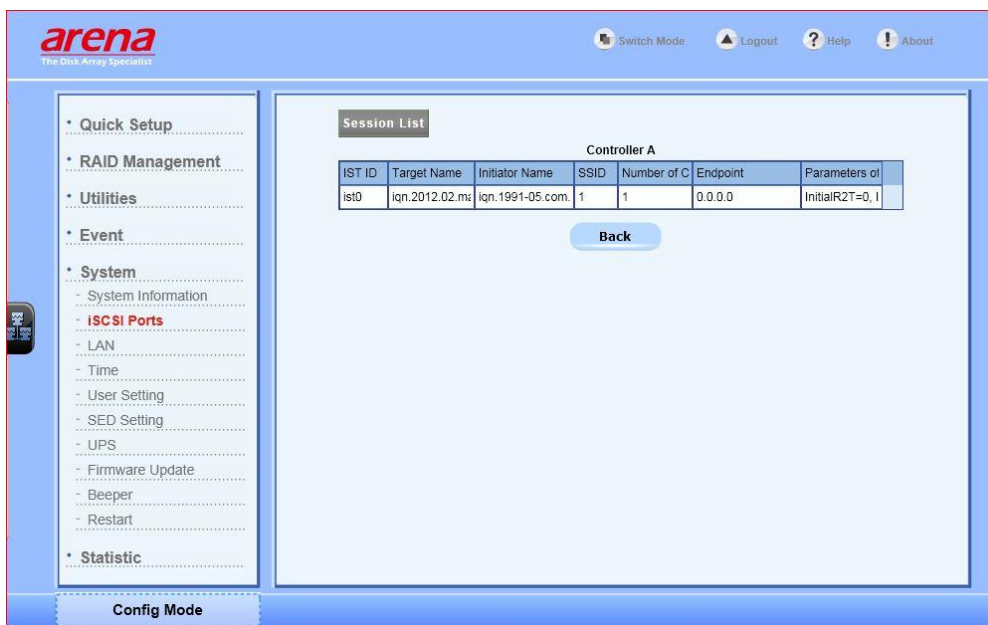 arena
The Disk Array Specialist
Switch Mode
Logout
? Help
! About
Quick Setup
RAID Management
Utilities
Event
System
- System Information
- iSCSI Ports
- LAN
- Time
- User Setting
- SED Setting
- UPS
- Firmware Update
- Beeper
- Restart
Statistic
Config Mode
Session List
Controller A
IST ID Target Name Initiator Name SSID Number of C Endpoint Parameters of
ist0 iqn.2012.02.ma iqn.1991-05.com. 1 1 0.0.0.0 InitialR2T=0, I
Back